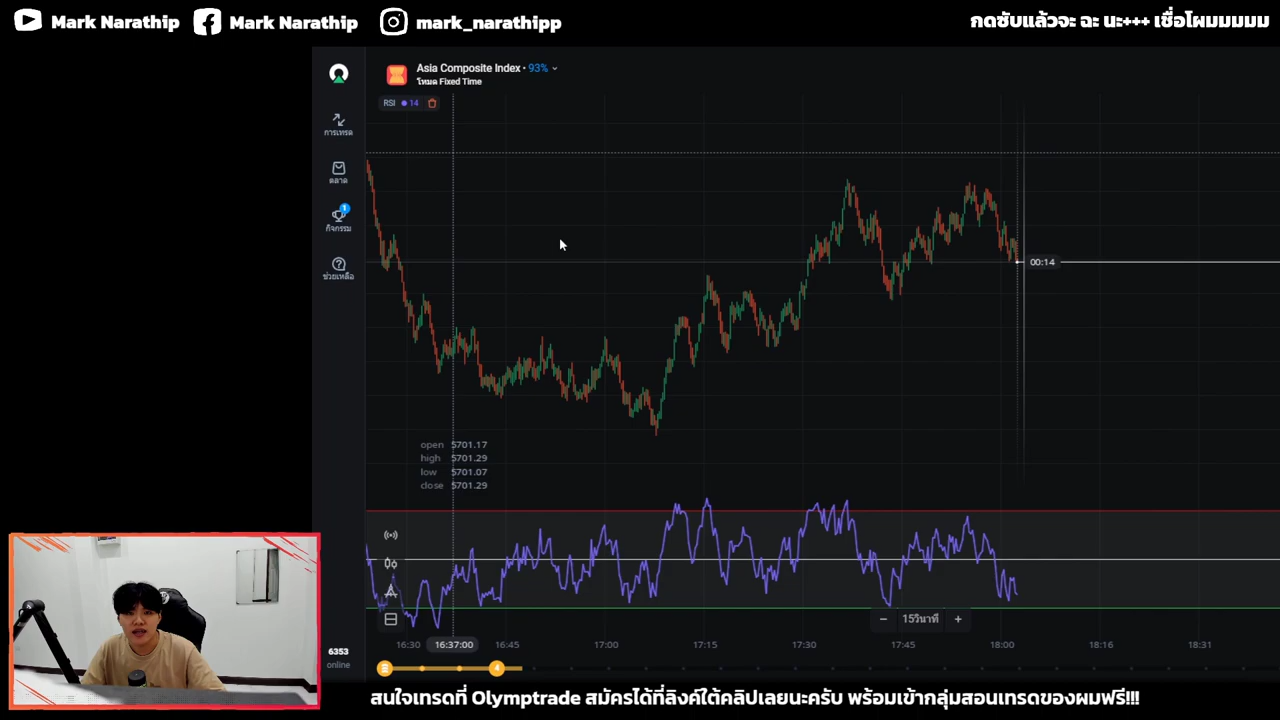 Mark Narathip
Mark Narathip
mark_narathipp
กดซับแล้วจะ ฉะ นะ+++ เชื่อโผมมมมม
Asia Composite Index • 93%
โหมด Fixed Time
RSI 14
การเทรด
ตลาด
1
กิจกรรม
ช่วยเหลือ
00:14
open 5701.17
high 5701.29
low 5701.07
close 5701.29
− 15วินาที +
16:30 16:37:00 16:45 17:00 17:15 17:30 17:45 18:00 18:16 18:31
6353
online
4
สนใจเทรดที่ Olymptrade สมัครได้ที่ลิงค์ใต้คลิปเลยนะครับ พร้อมเข้ากลุ่มสอนเทรดของผมฟรี!!!